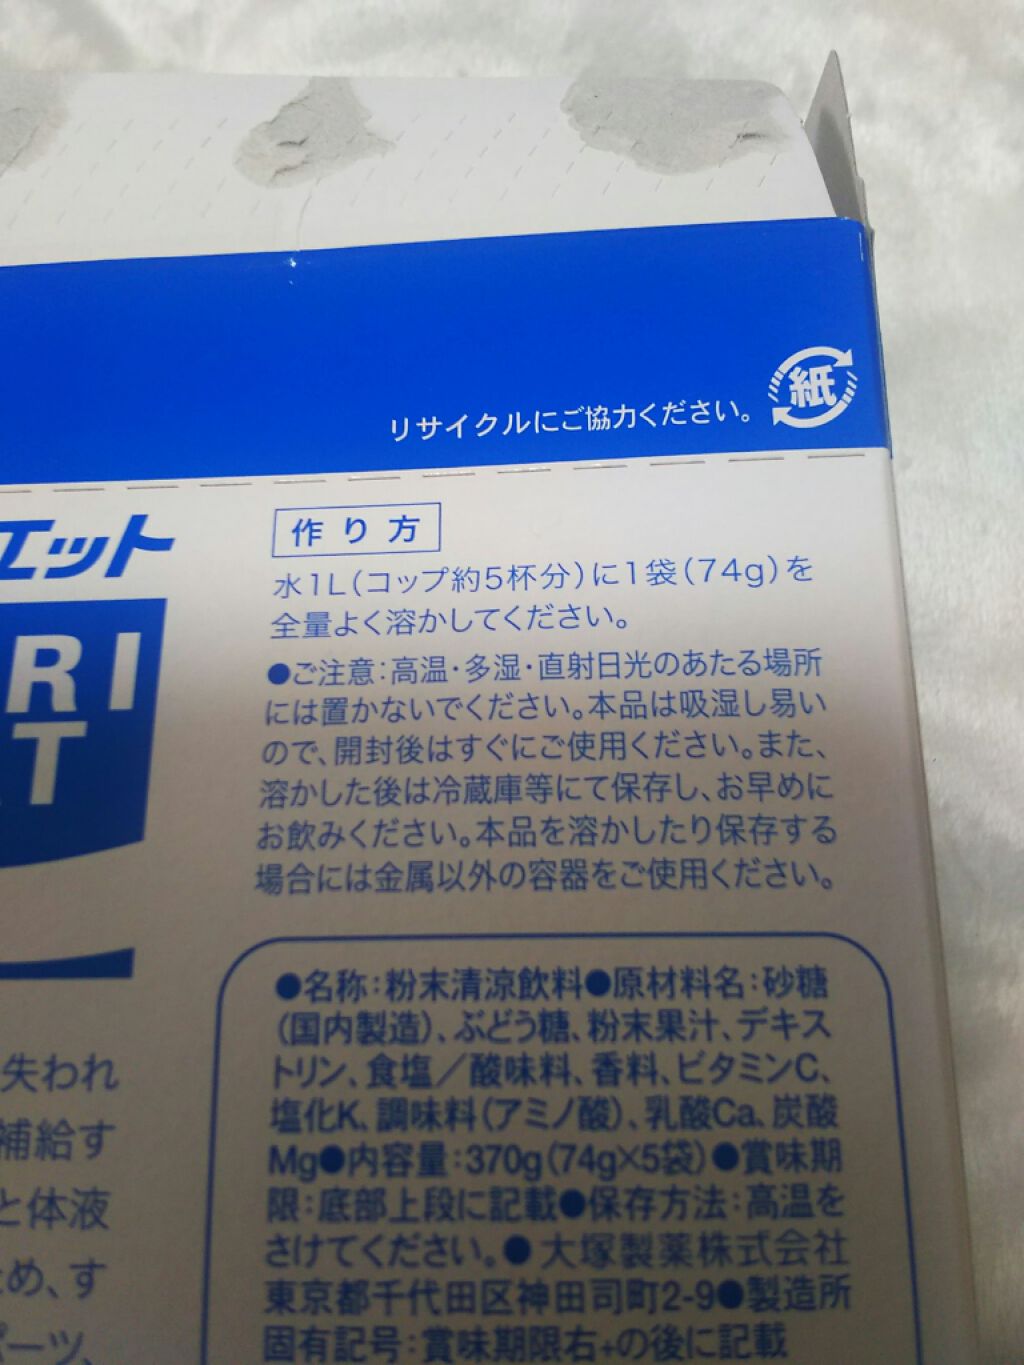 リサイクルにご協力ください。
紙
エット
RI
T
作り方
水1L(コップ約5杯分)に1袋(74g)を
全量よく溶かしてください。
●ご注意:高温・多湿・直射日光のあたる場所
には置かないでください。本品は吸湿し易い
ので、開封後はすぐにご使用ください。また、
溶かした後は冷蔵庫等にて保存し、お早めに
お飲みください。本品を溶かしたり保存する
場合には金属以外の容器をご使用ください。
失われ
補給す
と体液
め、す
ーツ、
●名称:粉末清涼飲料●原材料名:砂糖
(国内製造)、ぶどう糖、粉末果汁、デキス
トリン、食塩/酸味料、香料、ビタミンC、
塩化K、調味料(アミノ酸)、乳酸Ca、炭酸
Mg●内容量:370g(74g×5袋)●賞味期
限:底部上段に記載●保存方法:高温を
さけてください。●大塚製薬株式会社
東京都千代田区神田司町2-9●製造所
固有記号:賞味期限右+の後に記載